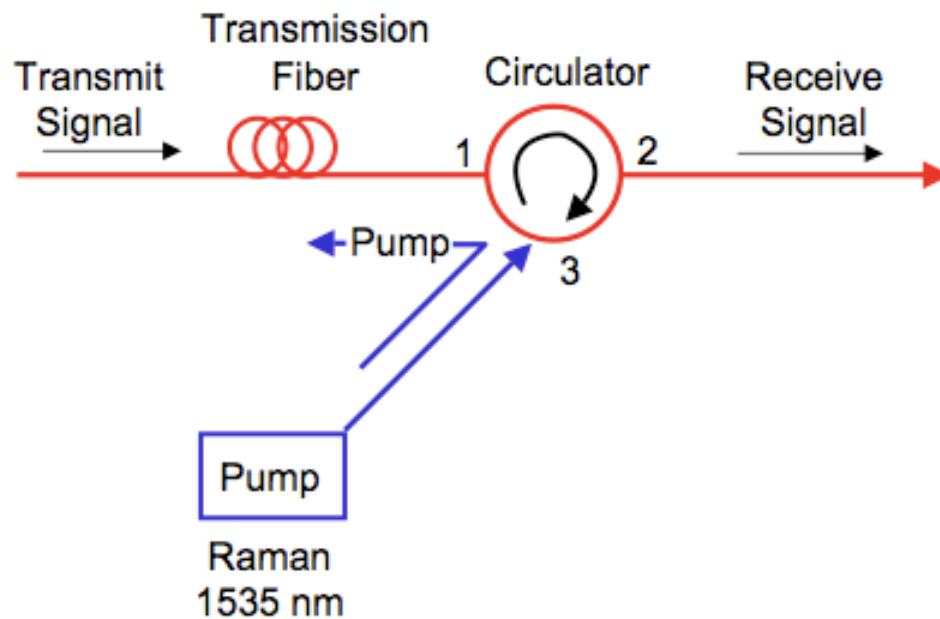 Transmit
Signal
Transmission
Fiber
Circulator
Receive
Signal
1
2
3
Pump
Pump
Raman
1535 nm